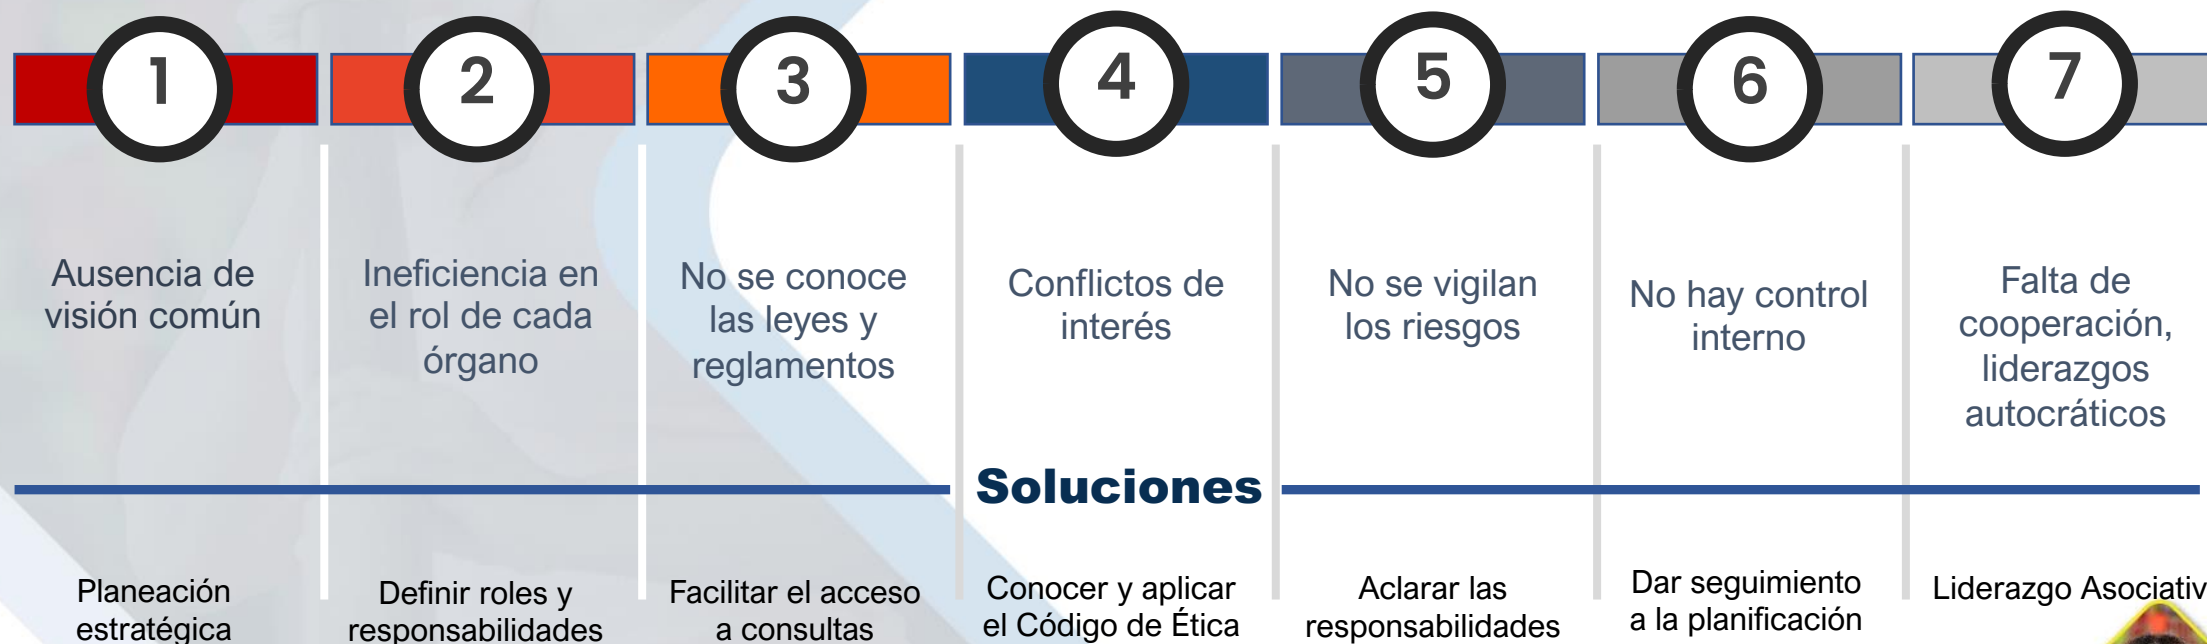 1
2
3
4
5
6
7
Ausencia de
visión común
Ineficiencia en
el rol de cada
órgano
No se conoce
las leyes y
reglamentos
Conflictos de
interés
No se vigilan
los riesgos
No hay control
interno
Falta de
cooperación,
liderazgos
autocráticos
Soluciones
Planeación
estratégica
Definir roles y
responsabilidades
Facilitar el acceso
a consultas
Conocer y aplicar
el Código de Ética
Aclarar las
responsabilidades
Dar seguimiento
a la planificación
Liderazgo Asociativ